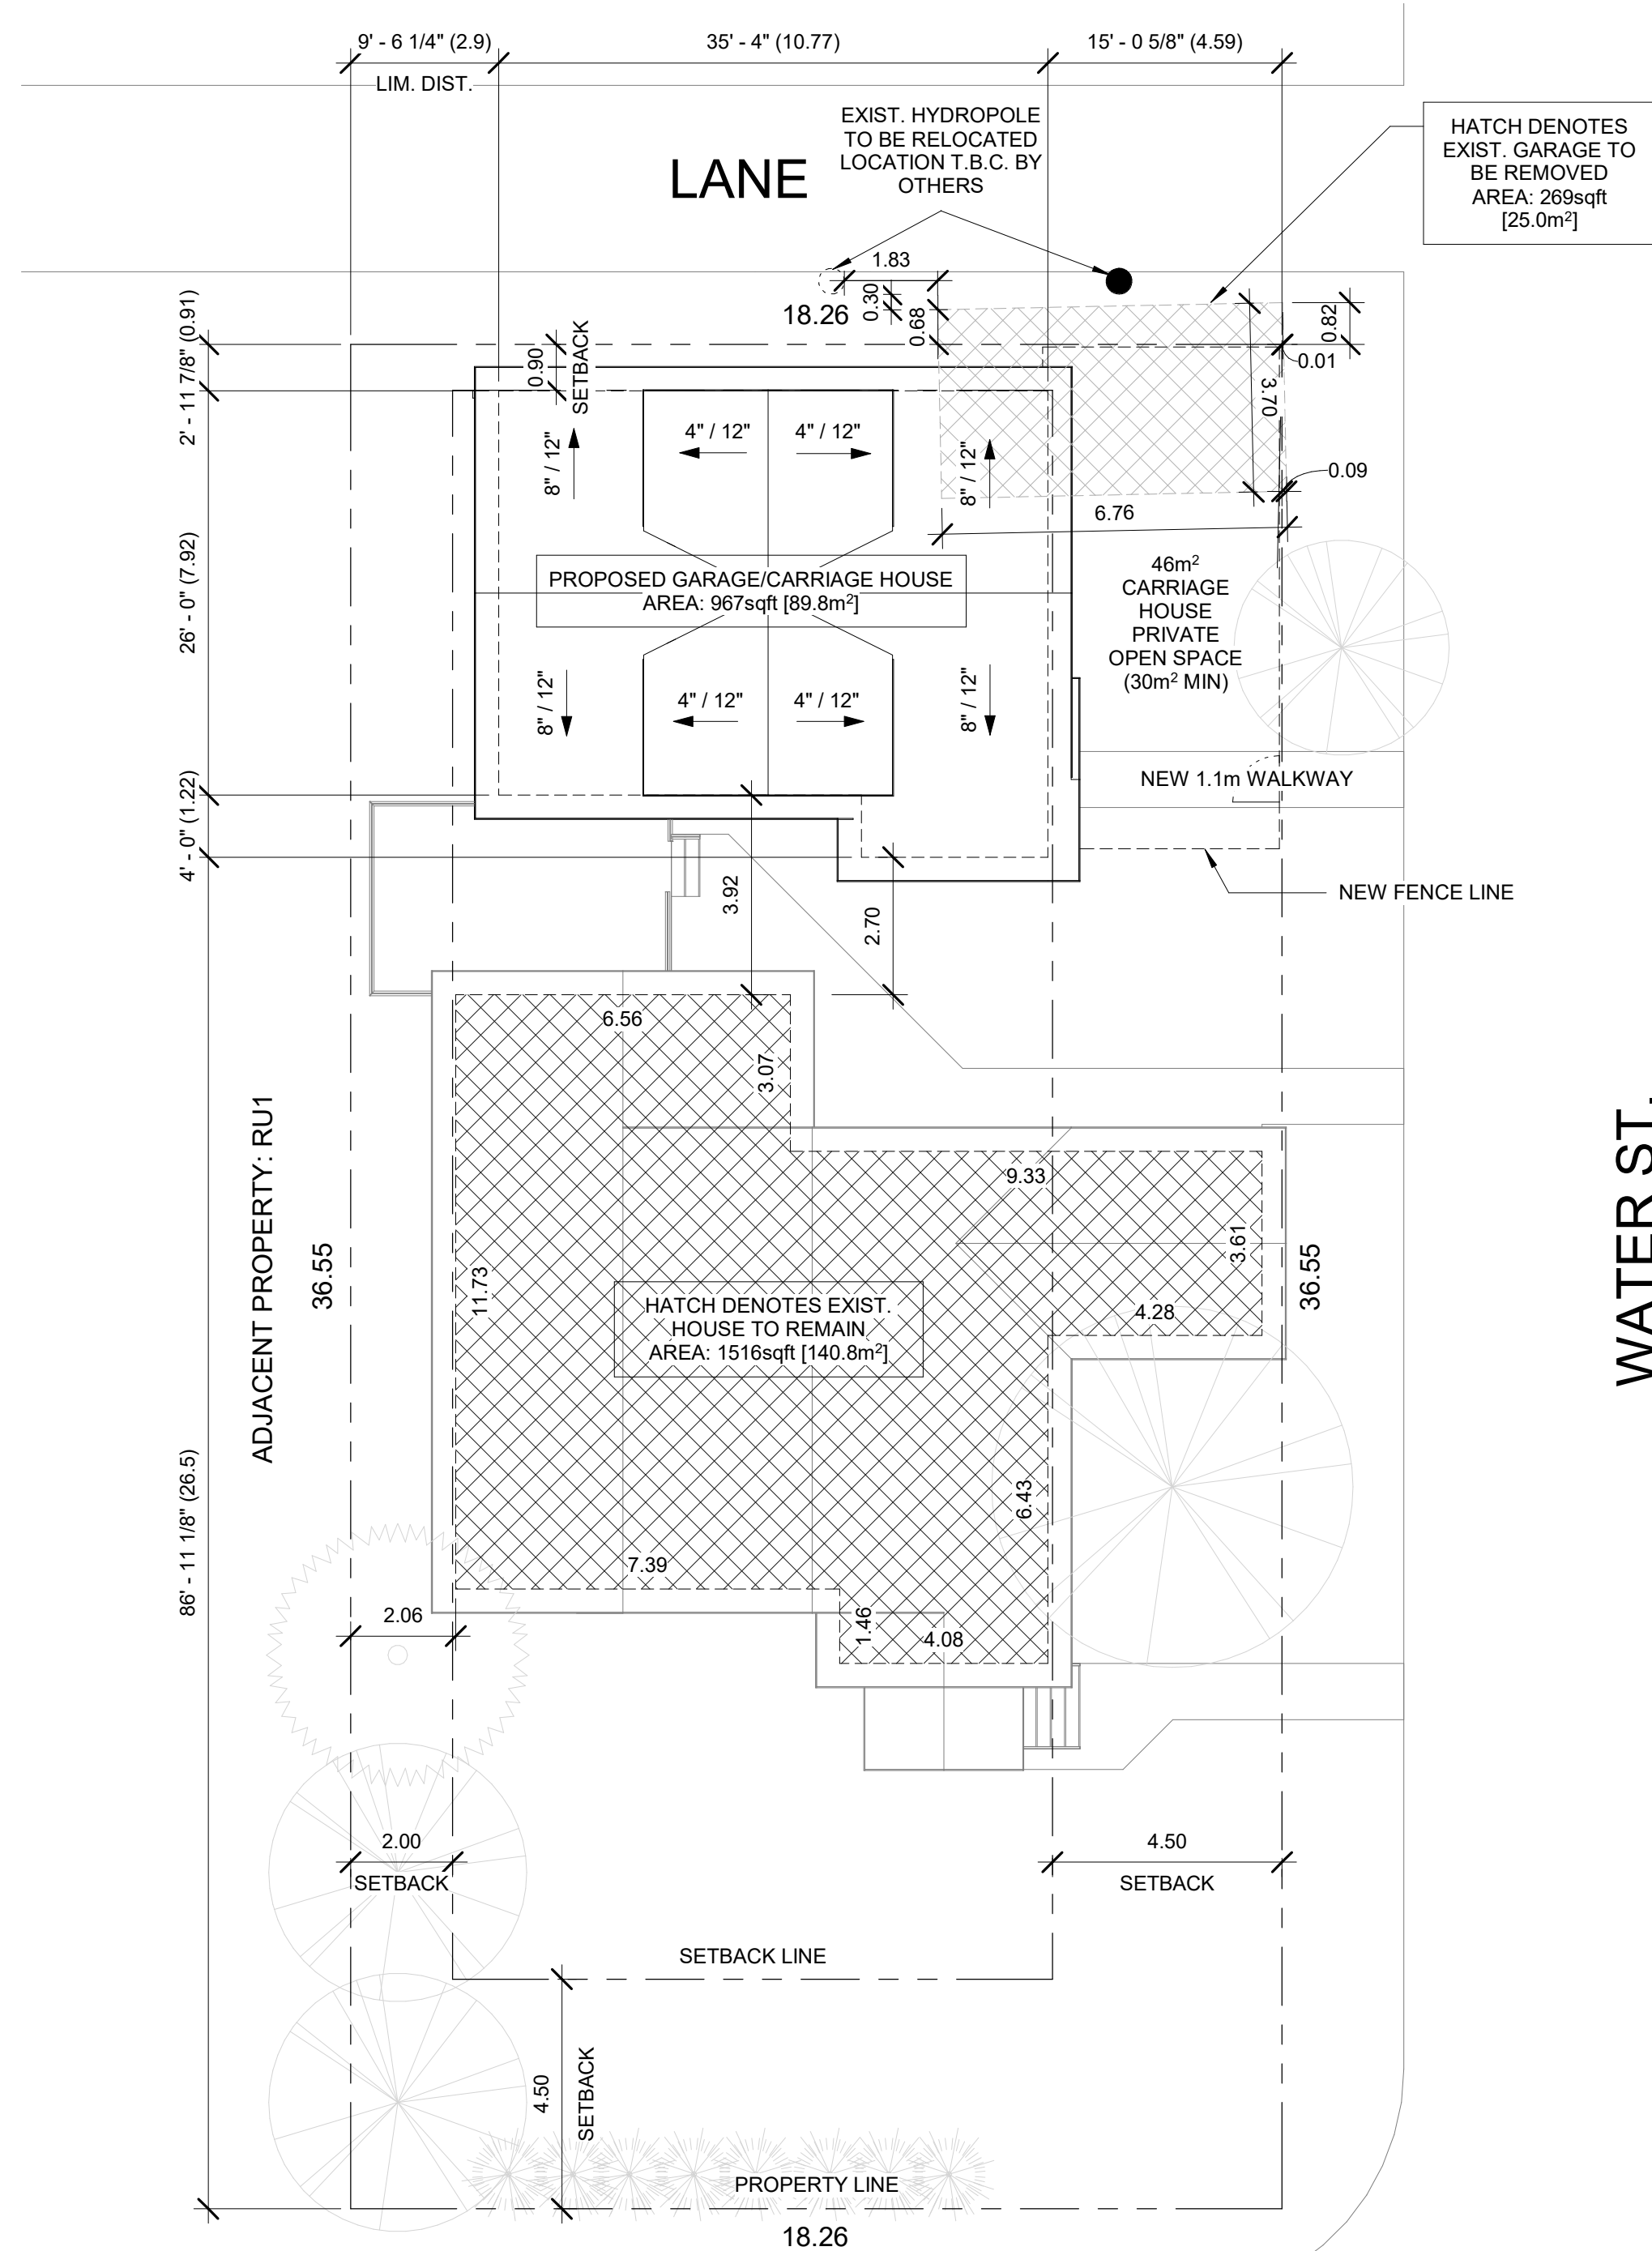 9' - 6 1/4" (2.9)
35' - 4" (10.77)
15' - 0 5/8" (4.59)
LIM. DIST.
EXIST. HYDROPOLE
TO BE RELOCATED
LOCATION T.B.C. BY
OTHERS
HATCH DENOTES
EXIST. GARAGE TO
BE REMOVED
AREA: 269sqft
[25.0m²]
LANE
1.83
0.30
18.26
0.68
0.82
0.01
2' - 11 7/8" (0.91)
0.90
SETBACK
3.70
4" / 12"
4" / 12"
8" / 12"
8" / 12"
0.09
6.76
26' - 0" (7.92)
PROPOSED GARAGE/CARRIAGE HOUSE
AREA: 967sqft [89.8m²]
46m²
CARRIAGE
HOUSE
PRIVATE
OPEN SPACE
(30m² MIN)
8" / 12"
4" / 12"
4" / 12"
8" / 12"
NEW 1.1m WALKWAY
4' - 0" (1.22)
3.92
2.70
NEW FENCE LINE
6.56
3.07
ADJACENT PROPERTY: RU1
WATER ST.
9.33
36.55
3.61
36.55
11.73
HATCH DENOTES EXIST.
HOUSE TO REMAIN
AREA: 1516sqft [140.8m²]
4.28
86' - 11 1/8" (26.5)
6.43
7.39
2.06
1.46
4.08
2.00
SETBACK
4.50
SETBACK
SETBACK LINE
4.50
SETBACK
PROPERTY LINE
18.26